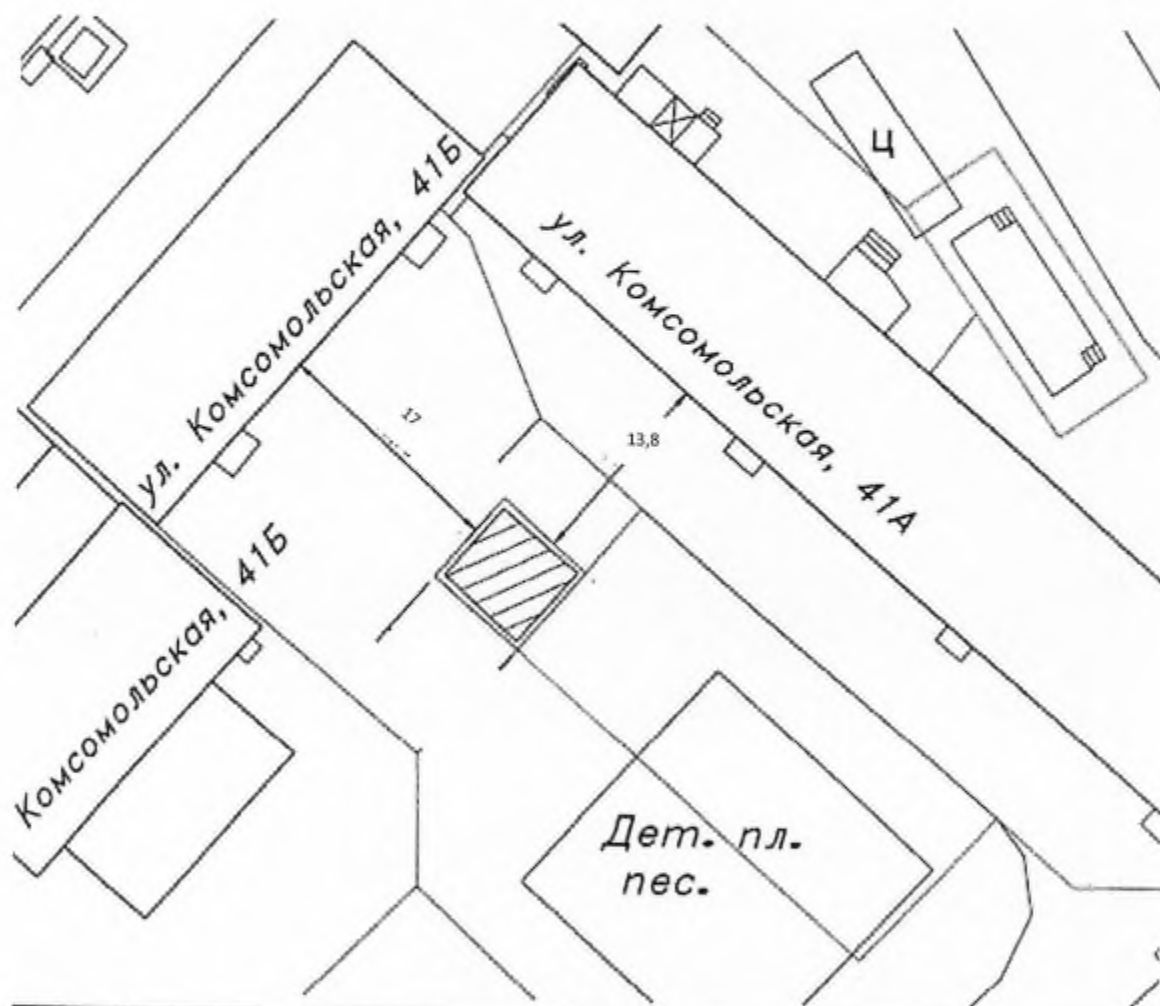 ул. Комсомольская, 41Б
Ц
ул. Комсомольская, 41А
17
13,8
Комсомольская, 41Б
Дет. пл.
пес.